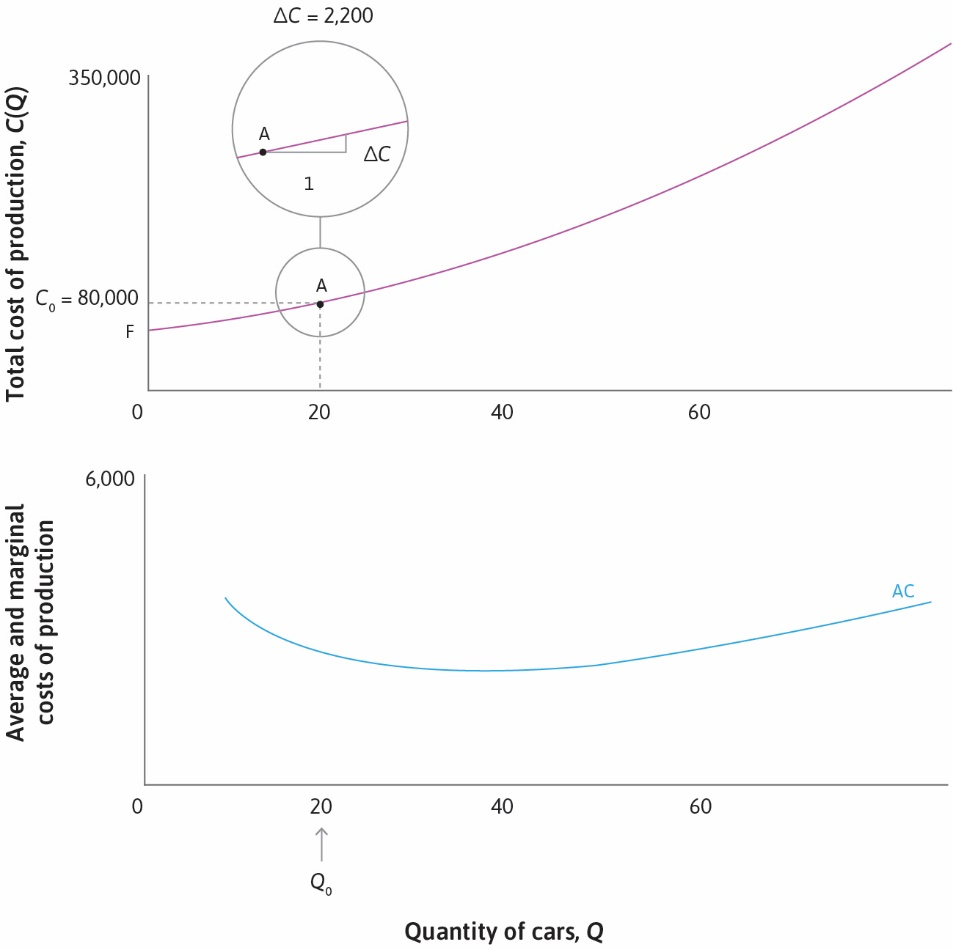 ΔC = 2,200
350,000
Total cost of production, C(Q)
A
ΔC
1
A
C₀ = 80,000
F
0
20
40
60
6,000
Average and marginal
costs of production
AC
0
20
40
60
Q₀
Quantity of cars, Q